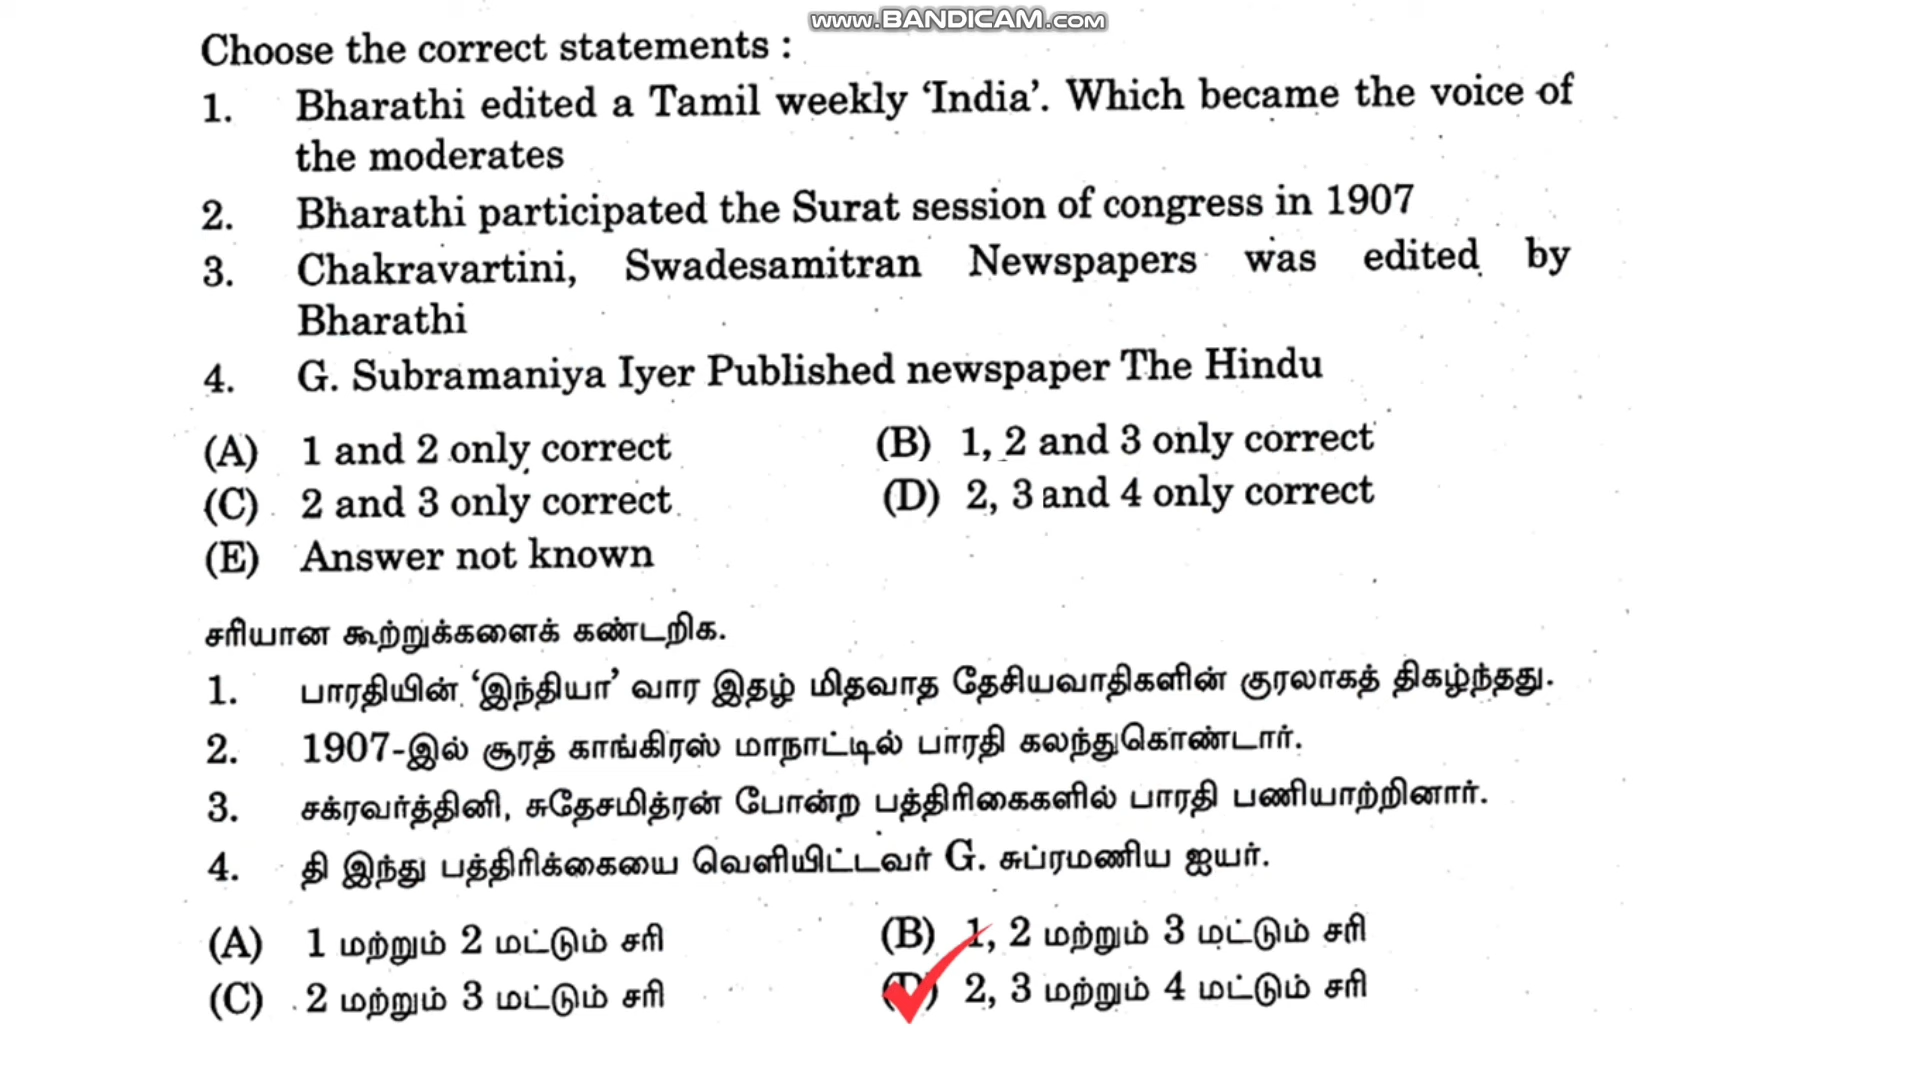 www.BANDICAM.com
Choose the correct statements :
1. Bharathi edited a Tamil weekly ‘India’. Which became the voice of
the moderates
2. Bharathi participated the Surat session of congress in 1907
3. Chakravartini, Swadesamitran Newspapers was edited by
Bharathi
4. G. Subramaniya Iyer Published newspaper The Hindu
(A) 1 and 2 only correct (B) 1, 2 and 3 only correct
(C) 2 and 3 only correct (D) 2, 3 and 4 only correct
(E) Answer not known
சரியான கூற்றுக்களைக் கண்டறிக.
1. பாரதியின் ‘இந்தியா’ வார இதழ் மிதவாத தேசியவாதிகளின் குரலாகத் திகழ்ந்தது.
2. 1907-இல் சூரத் காங்கிரஸ் மாநாட்டில் பாரதி கலந்துகொண்டார்.
3. சக்ரவர்த்தினி, சுதேசமித்ரன் போன்ற பத்திரிகைகளில் பாரதி பணியாற்றினார்.
4. தி இந்து பத்திரிக்கையை வெளியிட்டவர் G. சுப்ரமணிய ஐயர்.
(A) 1 மற்றும் 2 மட்டும் சரி (B) 1, 2 மற்றும் 3 மட்டும் சரி
(C) 2 மற்றும் 3 மட்டும் சரி (D) 2, 3 மற்றும் 4 மட்டும் சரி